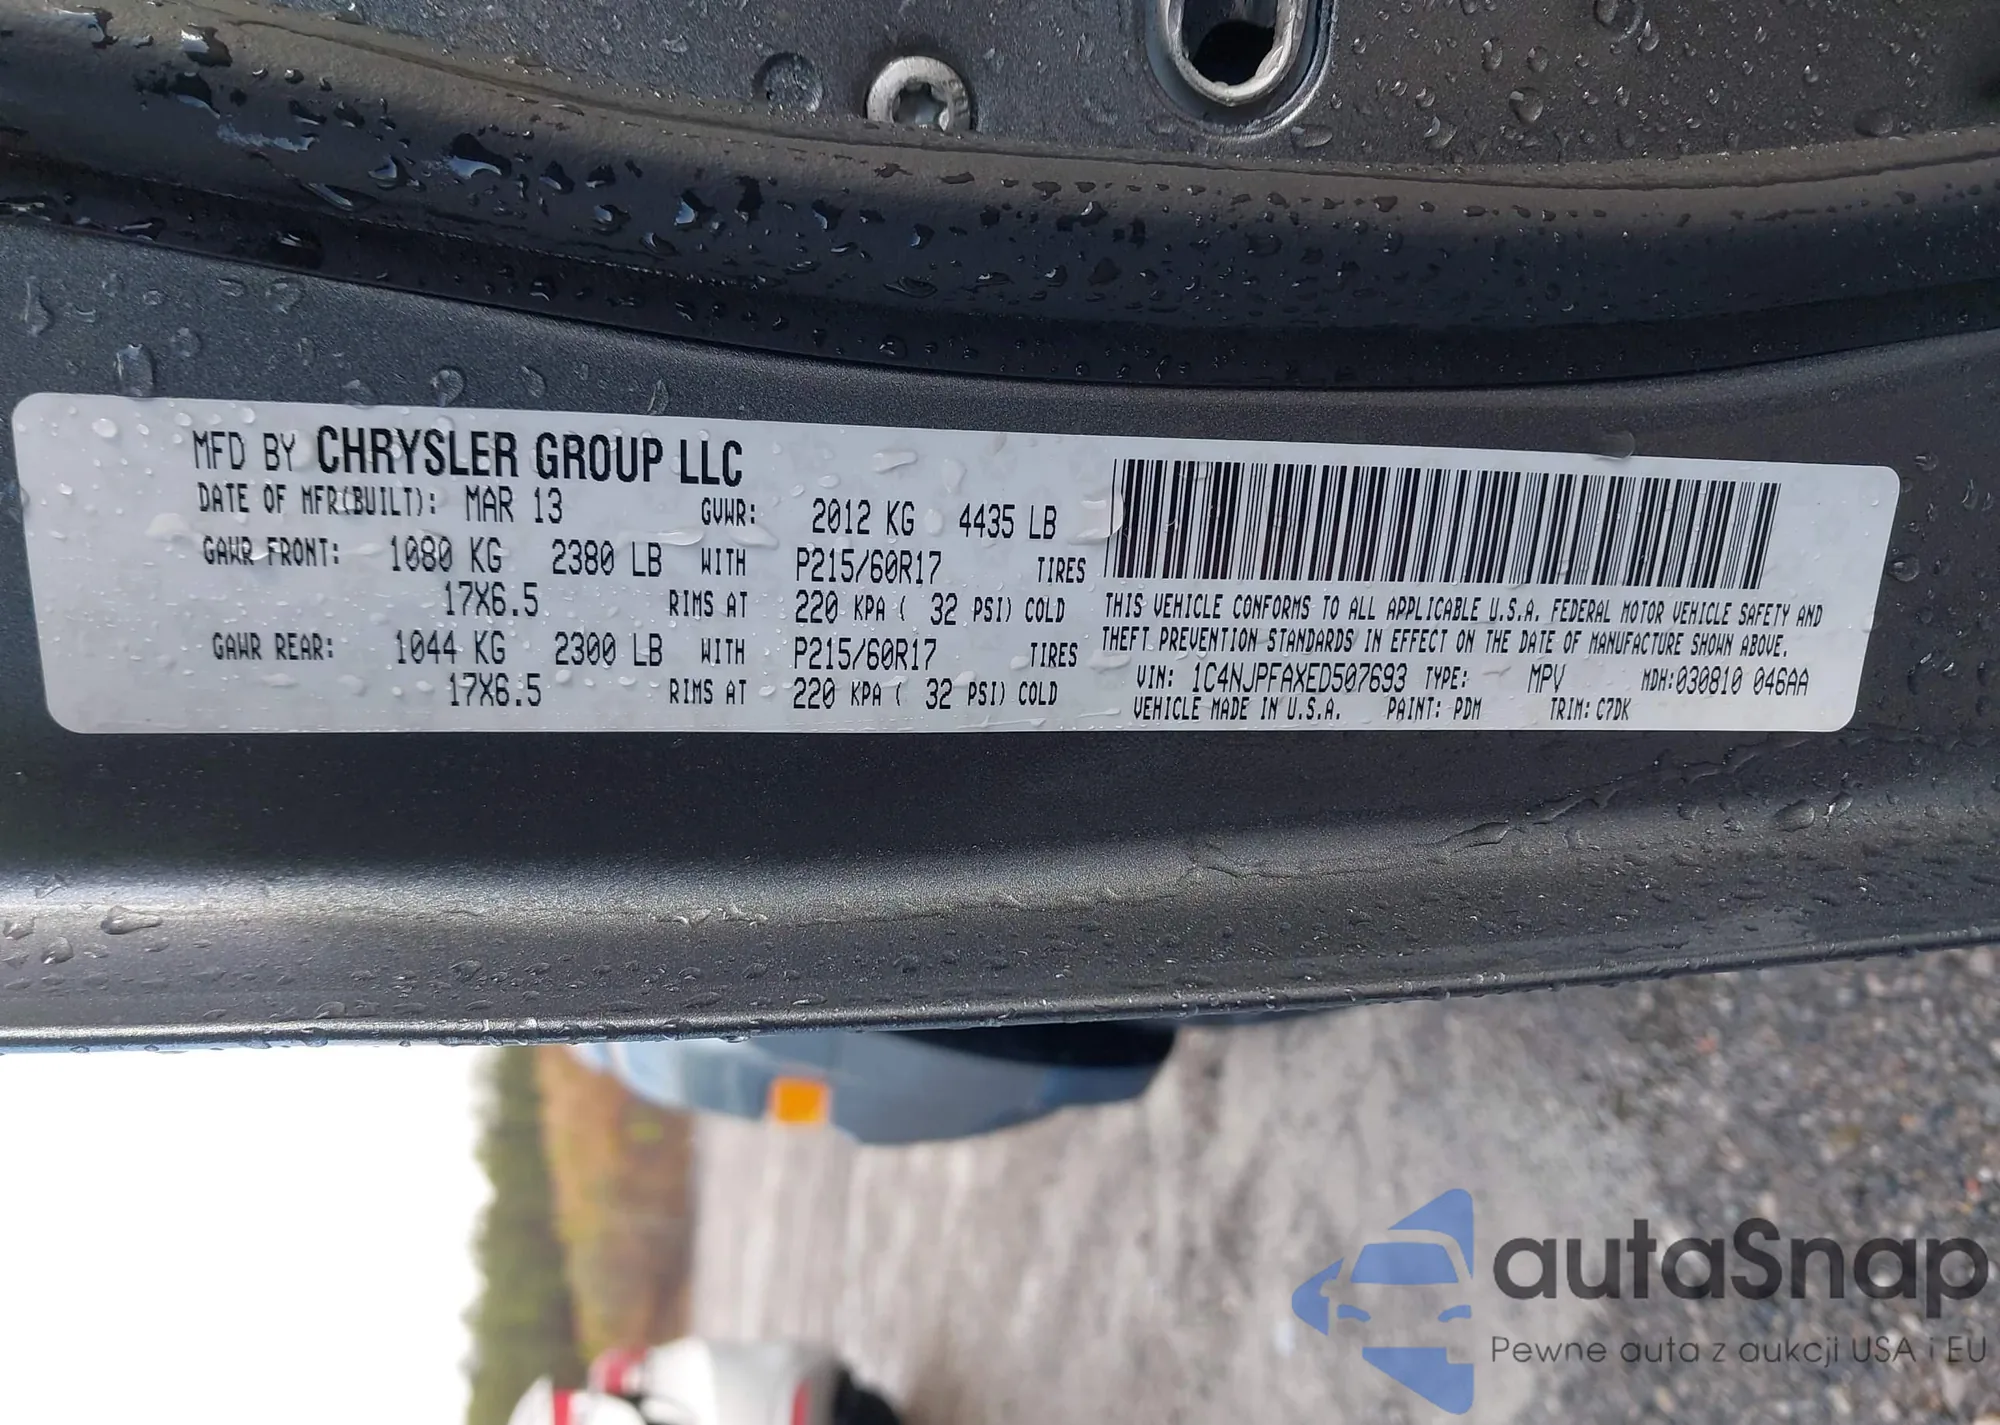 MFD BY CHRYSLER GROUP LLC
DATE OF MFR(BUILT): MAR 13 GVWR: 2012 KG 4435 LB
GAWR FRONT: 1080 KG 2380 LB WITH P215/60R17 TIRES
17X6.5 RIMS AT 220 KPA ( 32 PSI) COLD
GAWR REAR: 1044 KG 2300 LB WITH P215/60R17 TIRES
17X6.5 RIMS AT 220 KPA ( 32 PSI) COLD
THIS VEHICLE CONFORMS TO ALL APPLICABLE U.S.A. FEDERAL MOTOR VEHICLE SAFETY AND
THEFT PREVENTION STANDARDS IN EFFECT ON THE DATE OF MANUFACTURE SHOWN ABOVE.
VIN: 1C4NJPFAXED507693 TYPE: MPV MDH:030810 046AA
VEHICLE MADE IN U.S.A. PAINT: PDM TRIM: C7DK
autaSnap
Pewne auta z aukcji USA i EU